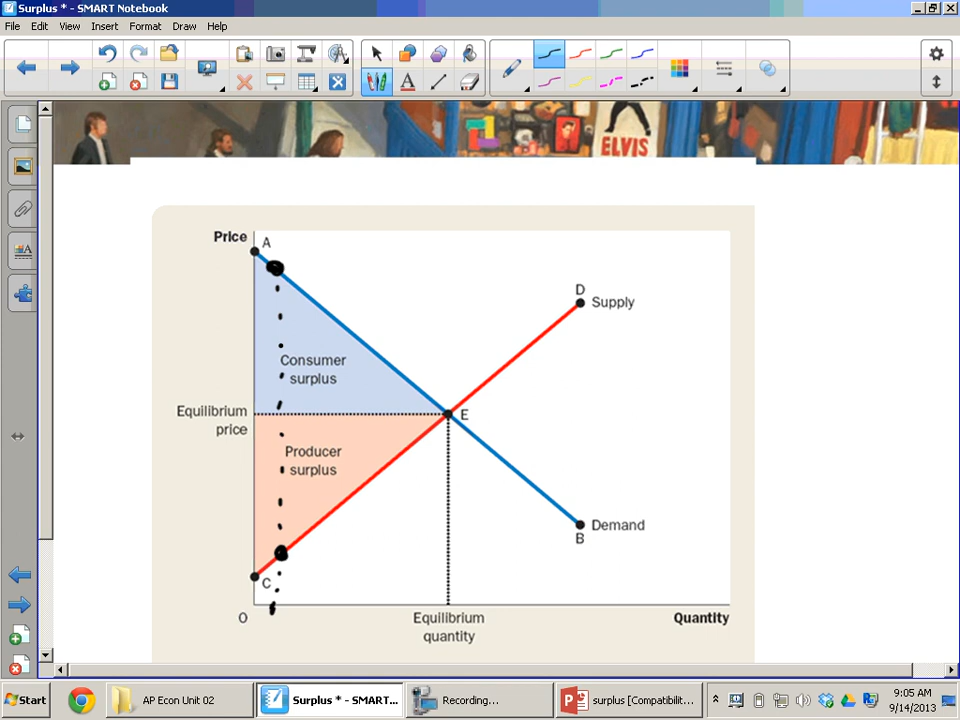 Surplus * - SMART Notebook
File Edit View Insert Format Draw Help
ELVIS
Price
A
D
Supply
Consumer
surplus
Equilibrium
price
E
Producer
surplus
Demand
B
C
O
Equilibrium
quantity
Quantity
Start
AP Econ Unit 02
Surplus * - SMART...
Recording...
surplus [Compatibilit...
9:05 AM
9/14/2013